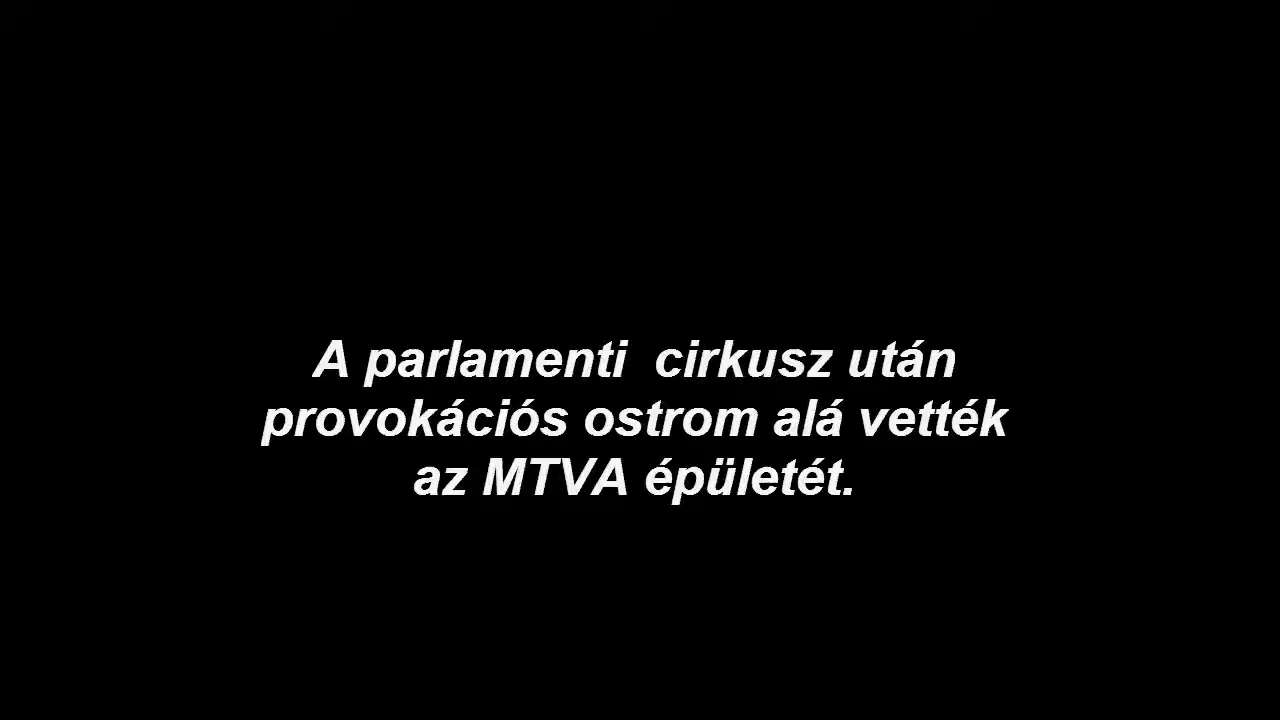 A parlamenti  cirkusz után
provokációs ostrom alá vették
az MTVA épületét.